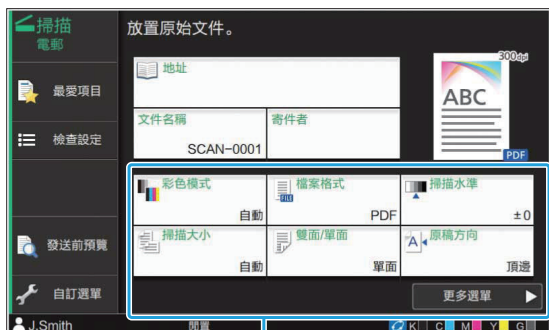 掃描
電郵
放置原始文件。
300dpi
最愛項目
地址
ABC
檢查設定
文件名稱
寄件者
SCAN-0001
PDF
彩色模式
檔案格式
掃描水準
自動
PDF
±0
發送前預覽
掃描大小
雙面/單面
原稿方向
自動
單面
頂邊
自訂選單
更多選單
J.Smith
閒置
K C M Y G